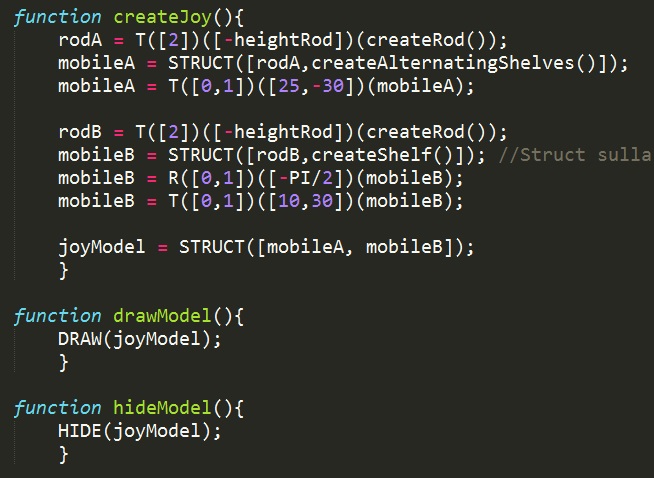 function createJoy(){
rodA = T([2])([-heightRod])(createRod());
mobileA = STRUCT([rodA,createAlternatingShelves()]);
mobileA = T([0,1])([25,-30])(mobileA);
rodB = T([2])([-heightRod])(createRod());
mobileB = STRUCT([rodB,createShelf()]); //Struct sulla
mobileB = R([0,1])([-PI/2])(mobileB);
mobileB = T([0,1])([10,30])(mobileB);
joyModel = STRUCT([mobileA, mobileB]);
}
function drawModel(){
DRAW(joyModel);
}
function hideModel(){
HIDE(joyModel);
}